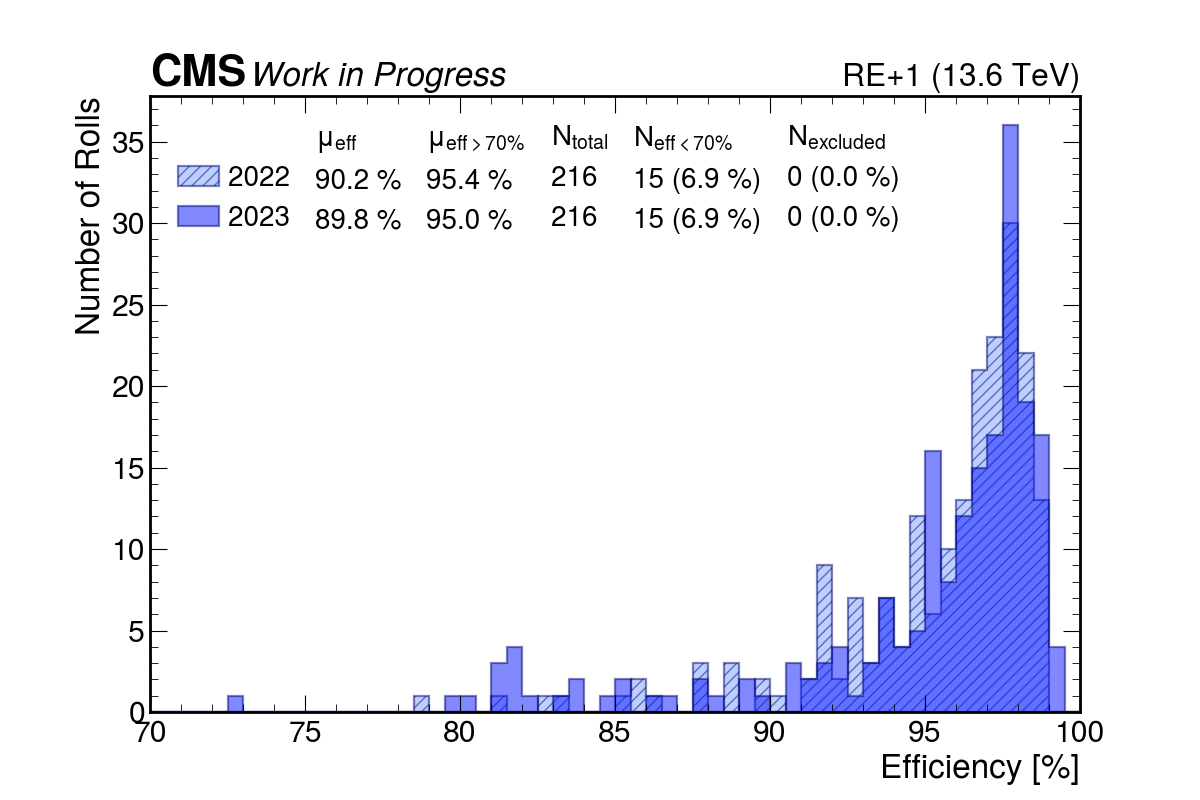 CMS Work in Progress RE+1 (13.6 TeV)
Number of Rolls
μeff μeff > 70% Ntotal Neff < 70% Nexcluded
2022 90.2 % 95.4 % 216 15 (6.9 %) 0 (0.0 %)
2023 89.8 % 95.0 % 216 15 (6.9 %) 0 (0.0 %)
35
30
25
20
15
10
5
0
70 75 80 85 90 95 100
Efficiency [%]